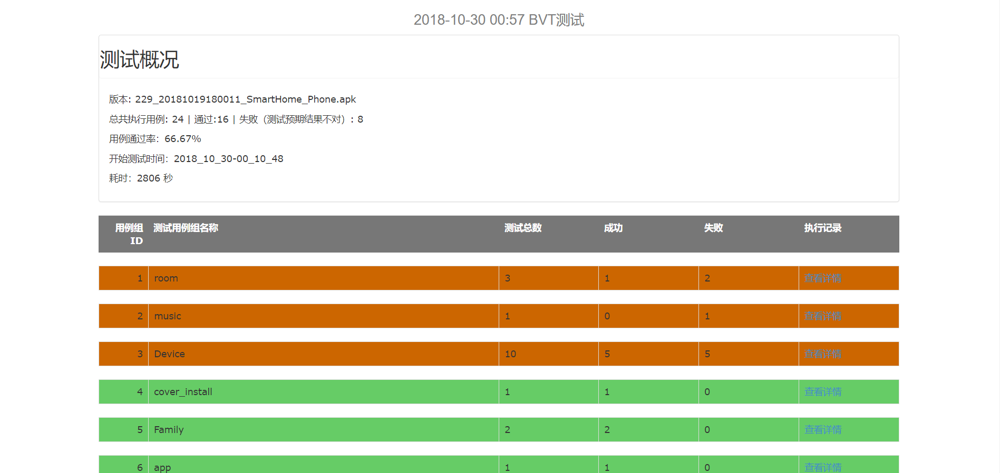 2018-10-30 00:57 BVT测试
测试概况
版本: 229_20181019180011_SmartHome_Phone.apk
总共执行用例: 24 | 通过:16 | 失败（测试预期结果不对）: 8
用例通过率：66.67%
开始测试时间：2018_10_30-00_10_48
耗时：2806 秒
用例组ID 测试用例组名称 测试总数 成功 失败 执行记录
1 room 3 1 2 查看详情
2 music 1 0 1 查看详情
3 Device 10 5 5 查看详情
4 cover_install 1 1 0 查看详情
5 Family 2 2 0 查看详情
6 app 1 1 0 查看详情